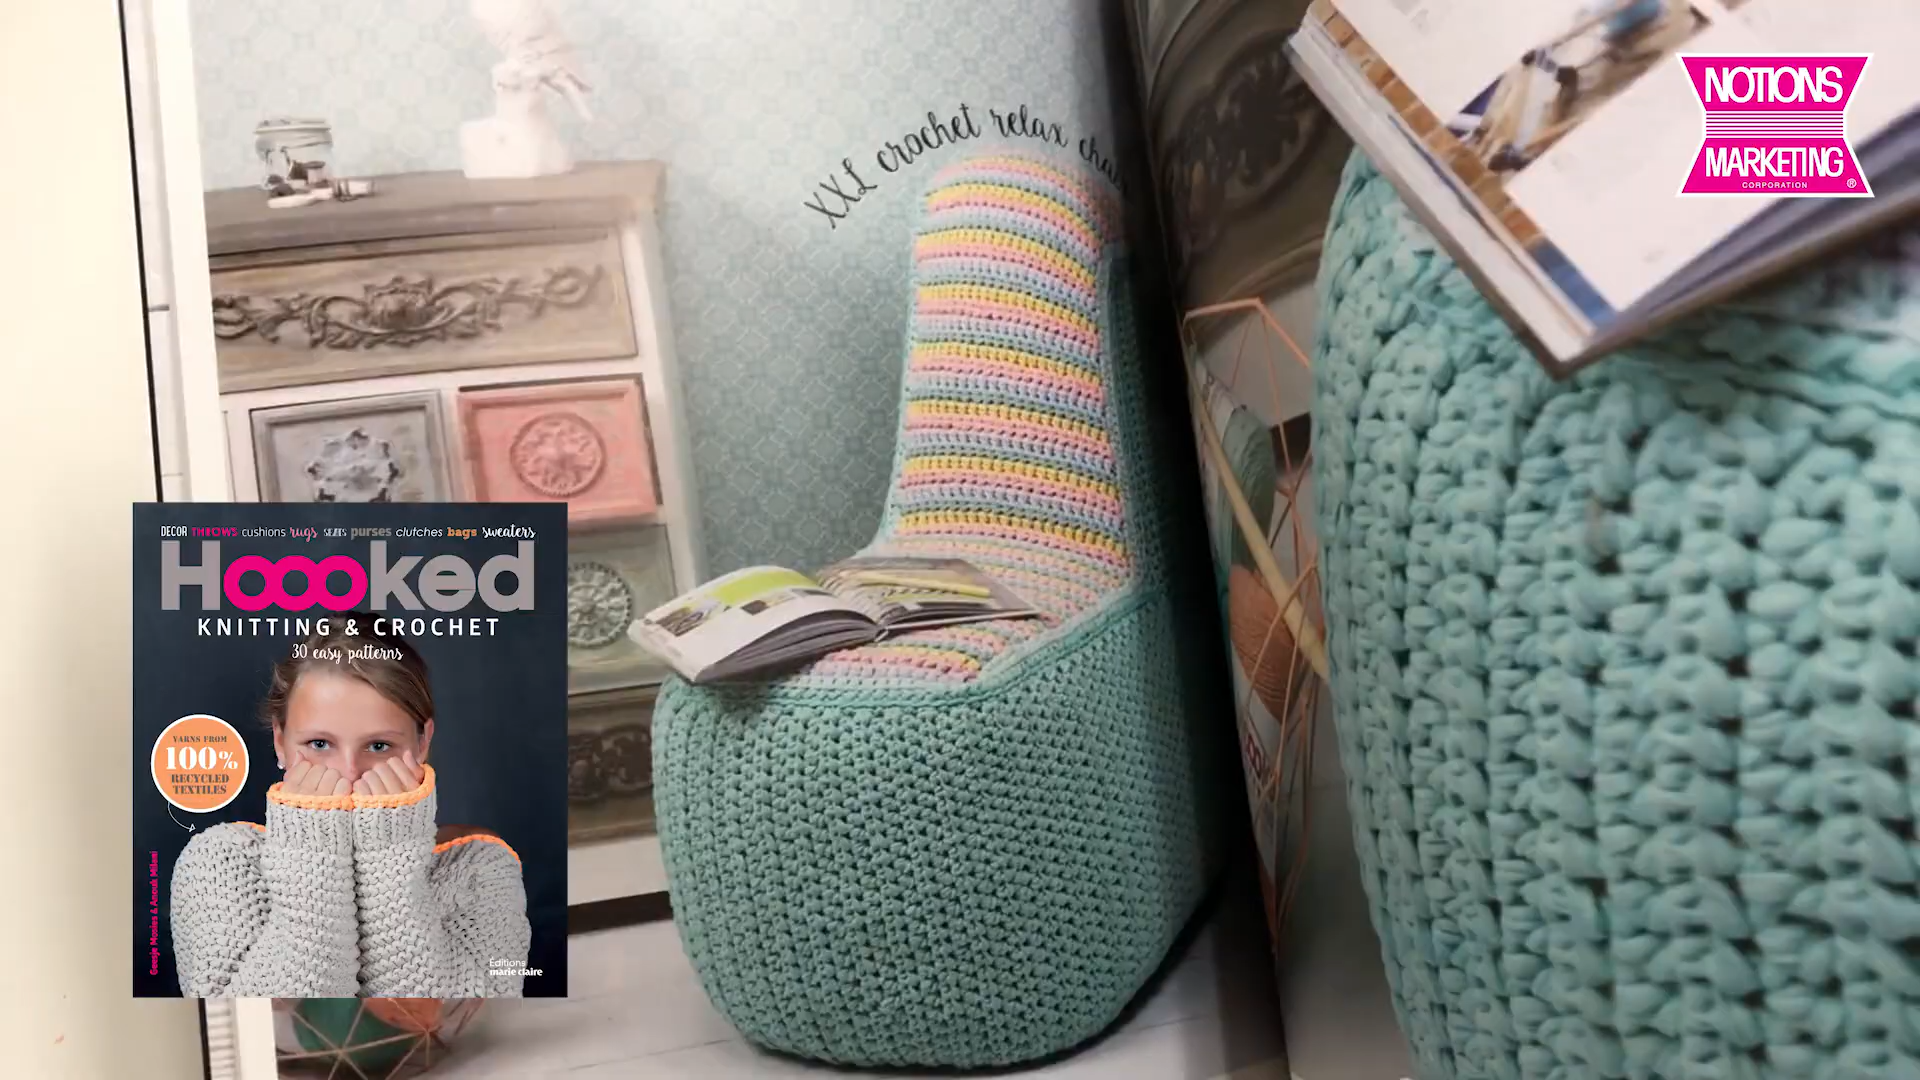 NOTIONS
MARKETING
CORPORATION
®
XXL crochet relax
DECOR THROWS cushions rugs SEATS purses clutches bags sweaters
Hoooked
KNITTING & CROCHET
30 easy patterns
YARNS FROM
100%
RECYCLED
TEXTILES
Editions
marie claire